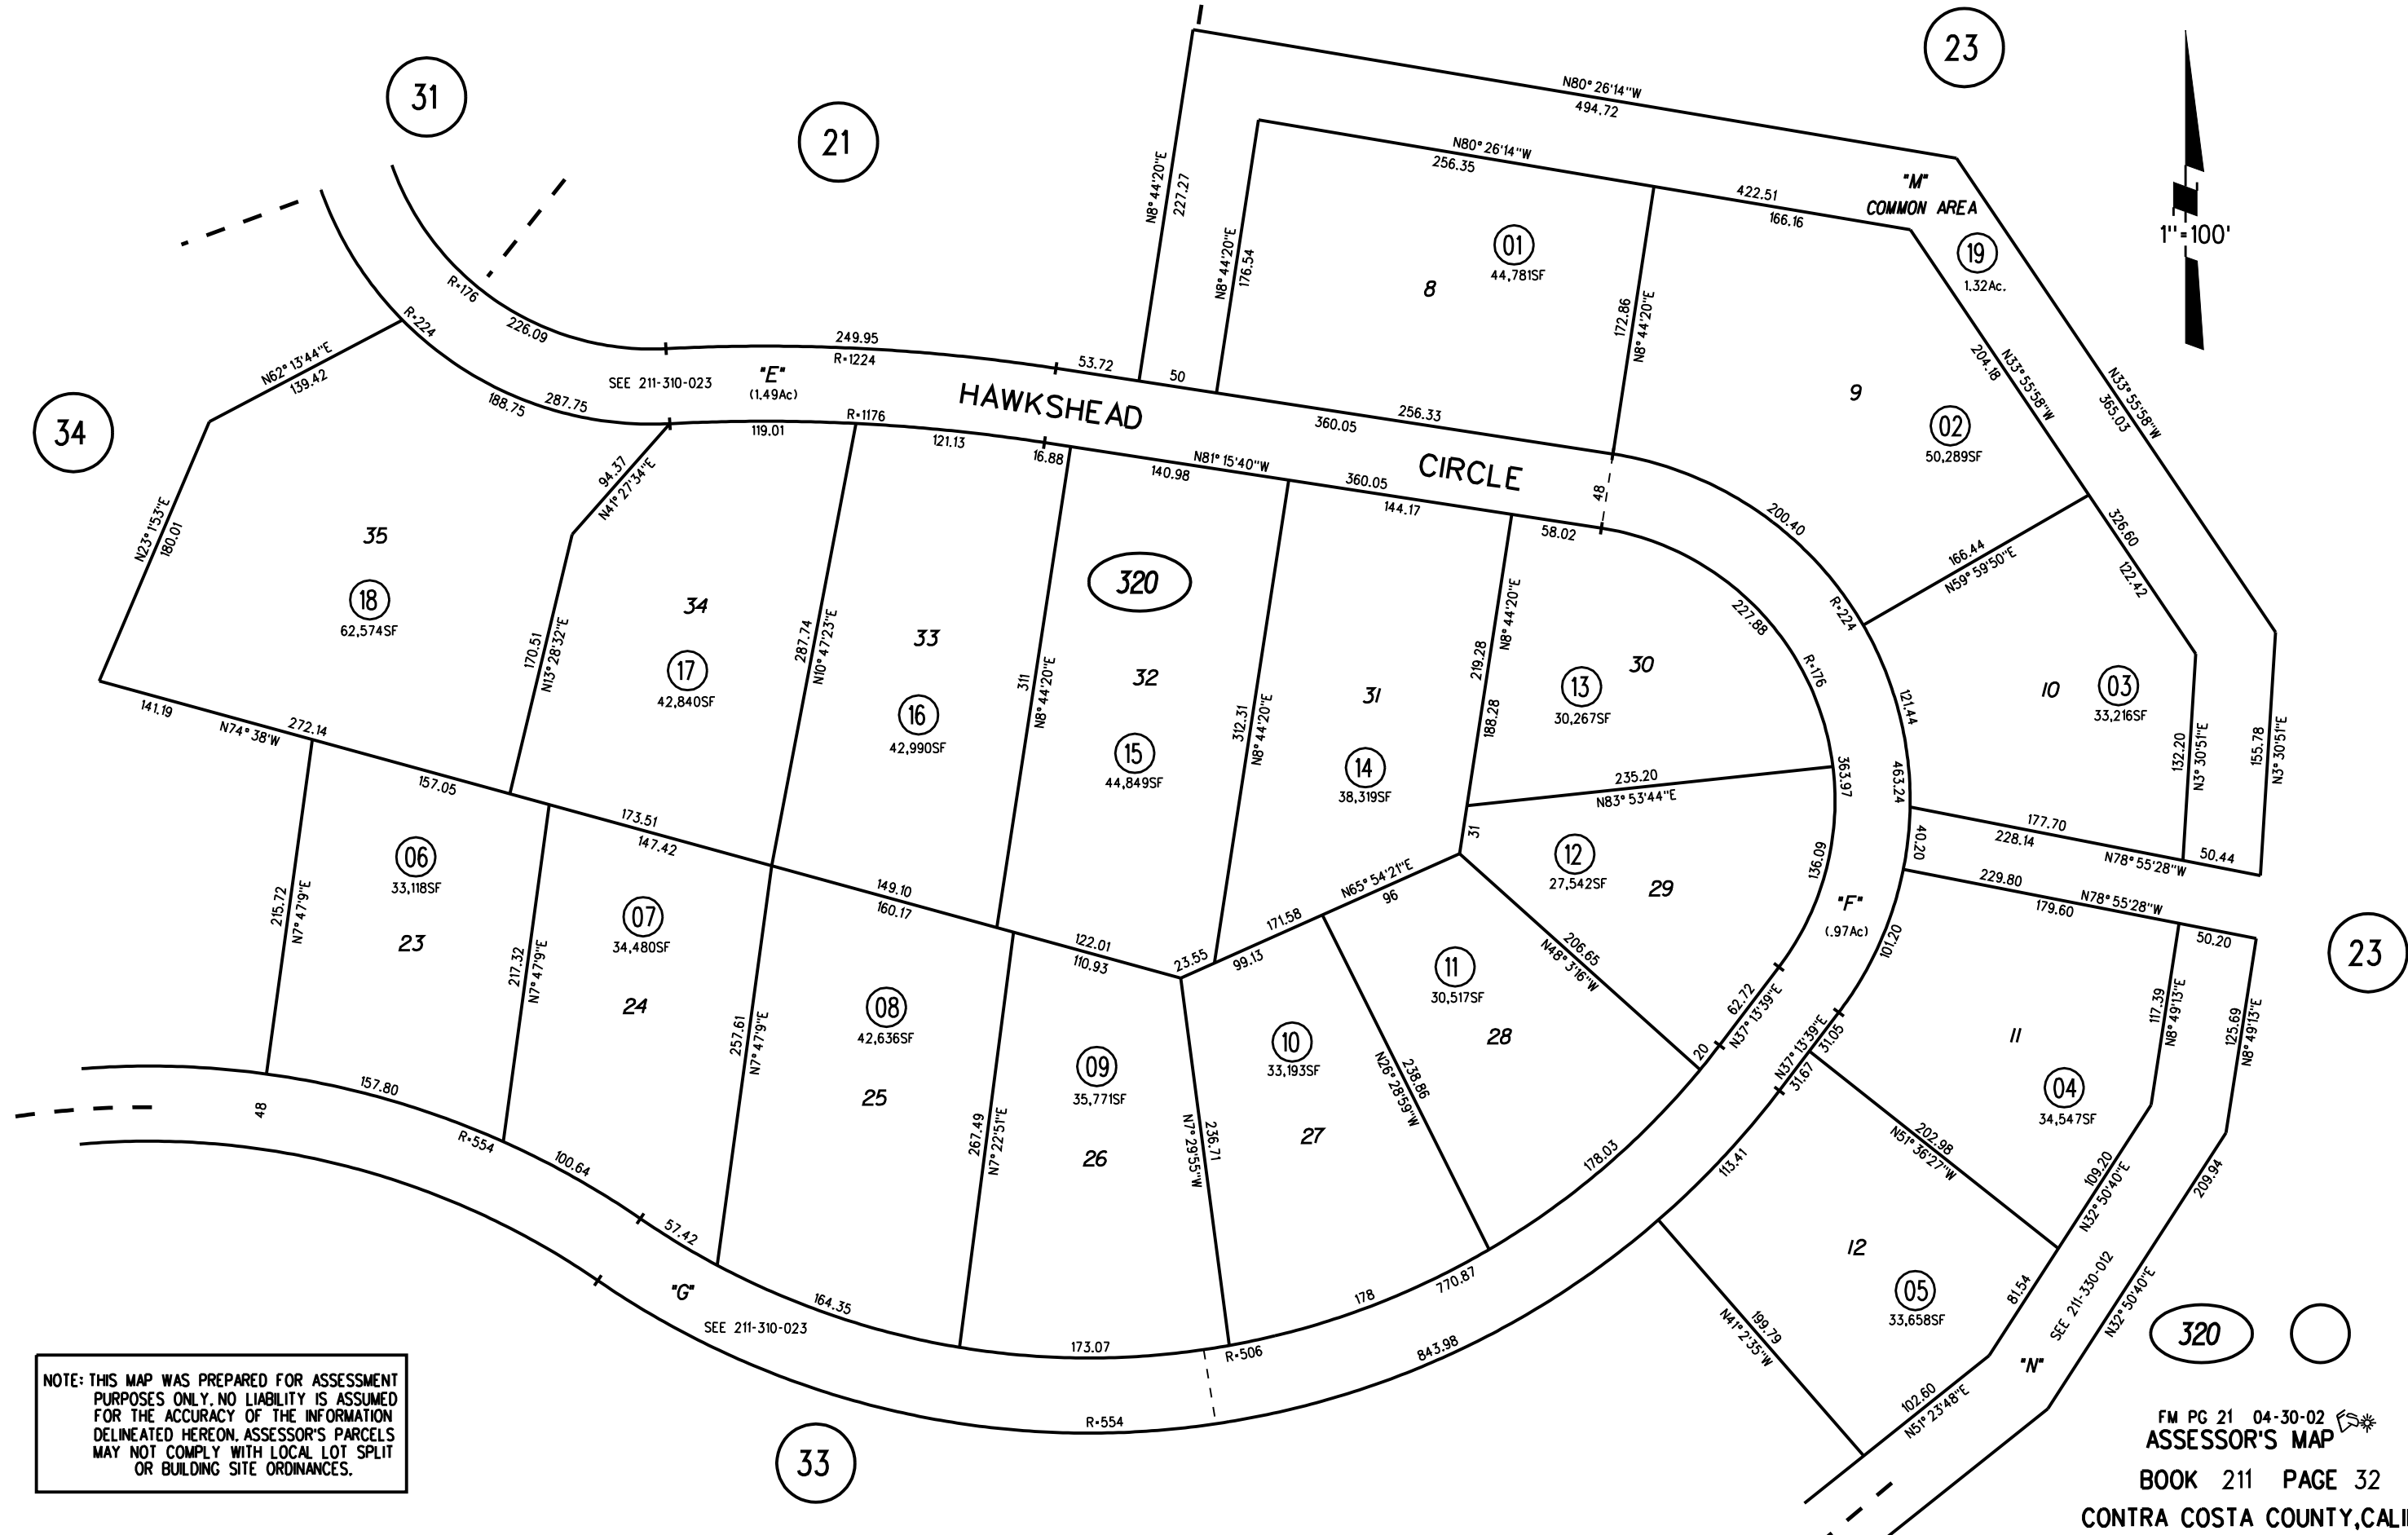 31
21
23
34
23
33
N80°26'14"W
494.72
N80°26'14"W
256.35
422.51
166.16
"M"
COMMON AREA
19
1.32Ac.
1"=100'
N8°44'20"E
227.27
N8°44'20"E
176.54
01
44,781SF
8
172.86
N8°44'20"E
9
02
50,289SF
204.18
N33°55'58"W
N33°55'58"W
365.03
326.60
122.42
R=176
226.09
R=224
188.75
287.75
249.95
R=1224
53.72
50
"E"
(1.49Ac)
SEE 211-310-023
HAWKSHEAD
CIRCLE
256.33
360.05
R=1176
119.01
121.13
16.88
140.98
N81°15'40"W
360.05
144.17
58.02
48
200.40
R=224
166.44
N59°59'50"E
N62°13'44"E
139.42
N23°1'53"E
180.01
35
18
62,574SF
94.37
N41°27'34"E
170.51
N13°28'32"E
34
17
42,840SF
287.74
N10°47'23"E
33
16
42,990SF
311
N8°44'20"E
320
32
15
44,849SF
312.31
N8°44'20"E
31
14
38,319SF
219.28
N8°44'20"E
188.28
30
13
30,267SF
227.88
R=176
363.97
121.44
463.24
40.20
10
03
33,216SF
132.20
N3°30'51"E
155.78
N3°30'51"E
177.70
228.14
N78°55'28"W
50.44
229.80
N78°55'28"W
179.60
50.20
141.19
N74°38'W
272.14
157.05
173.51
147.42
149.10
160.17
122.01
110.93
23.55
99.13
171.58
N65°54'21"E
96
31
235.20
N83°53'44"E
12
27,542SF
29
136.09
"F"
(.97Ac)
101.20
206.65
N48°3'16"W
62.72
N37°13'39"E
20
N37°13'39"E
31.05
31.67
06
33,118SF
23
215.72
N7°47'9"E
217.32
N7°47'9"E
07
34,480SF
24
257.61
N7°47'9"E
08
42,636SF
25
267.49
N7°22'51"E
09
35,771SF
26
236.71
N7°29'55"W
10
33,193SF
27
238.86
N26°28'59"W
11
30,517SF
28
11
04
34,547SF
117.39
N8°49'13"E
125.69
N8°49'13"E
202.98
N51°36'27"W
109.20
N32°50'40"E
209.94
12
05
33,658SF
81.54
SEE 211-330-012
N32°50'40"E
199.79
N41°2'35"W
102.60
N51°23'48"E
"N"
48
157.80
R=554
100.64
57.42
"G"
SEE 211-310-023
164.35
173.07
R=506
178
770.87
178.03
113.41
843.98
R=554
NOTE: THIS MAP WAS PREPARED FOR ASSESSMENT
PURPOSES ONLY. NO LIABILITY IS ASSUMED
FOR THE ACCURACY OF THE INFORMATION
DELINEATED HEREON. ASSESSOR'S PARCELS
MAY NOT COMPLY WITH LOCAL LOT SPLIT
OR BUILDING SITE ORDINANCES.
320
FM PG 21 04-30-02
ASSESSOR'S MAP
BOOK 211 PAGE 32
CONTRA COSTA COUNTY,CALI